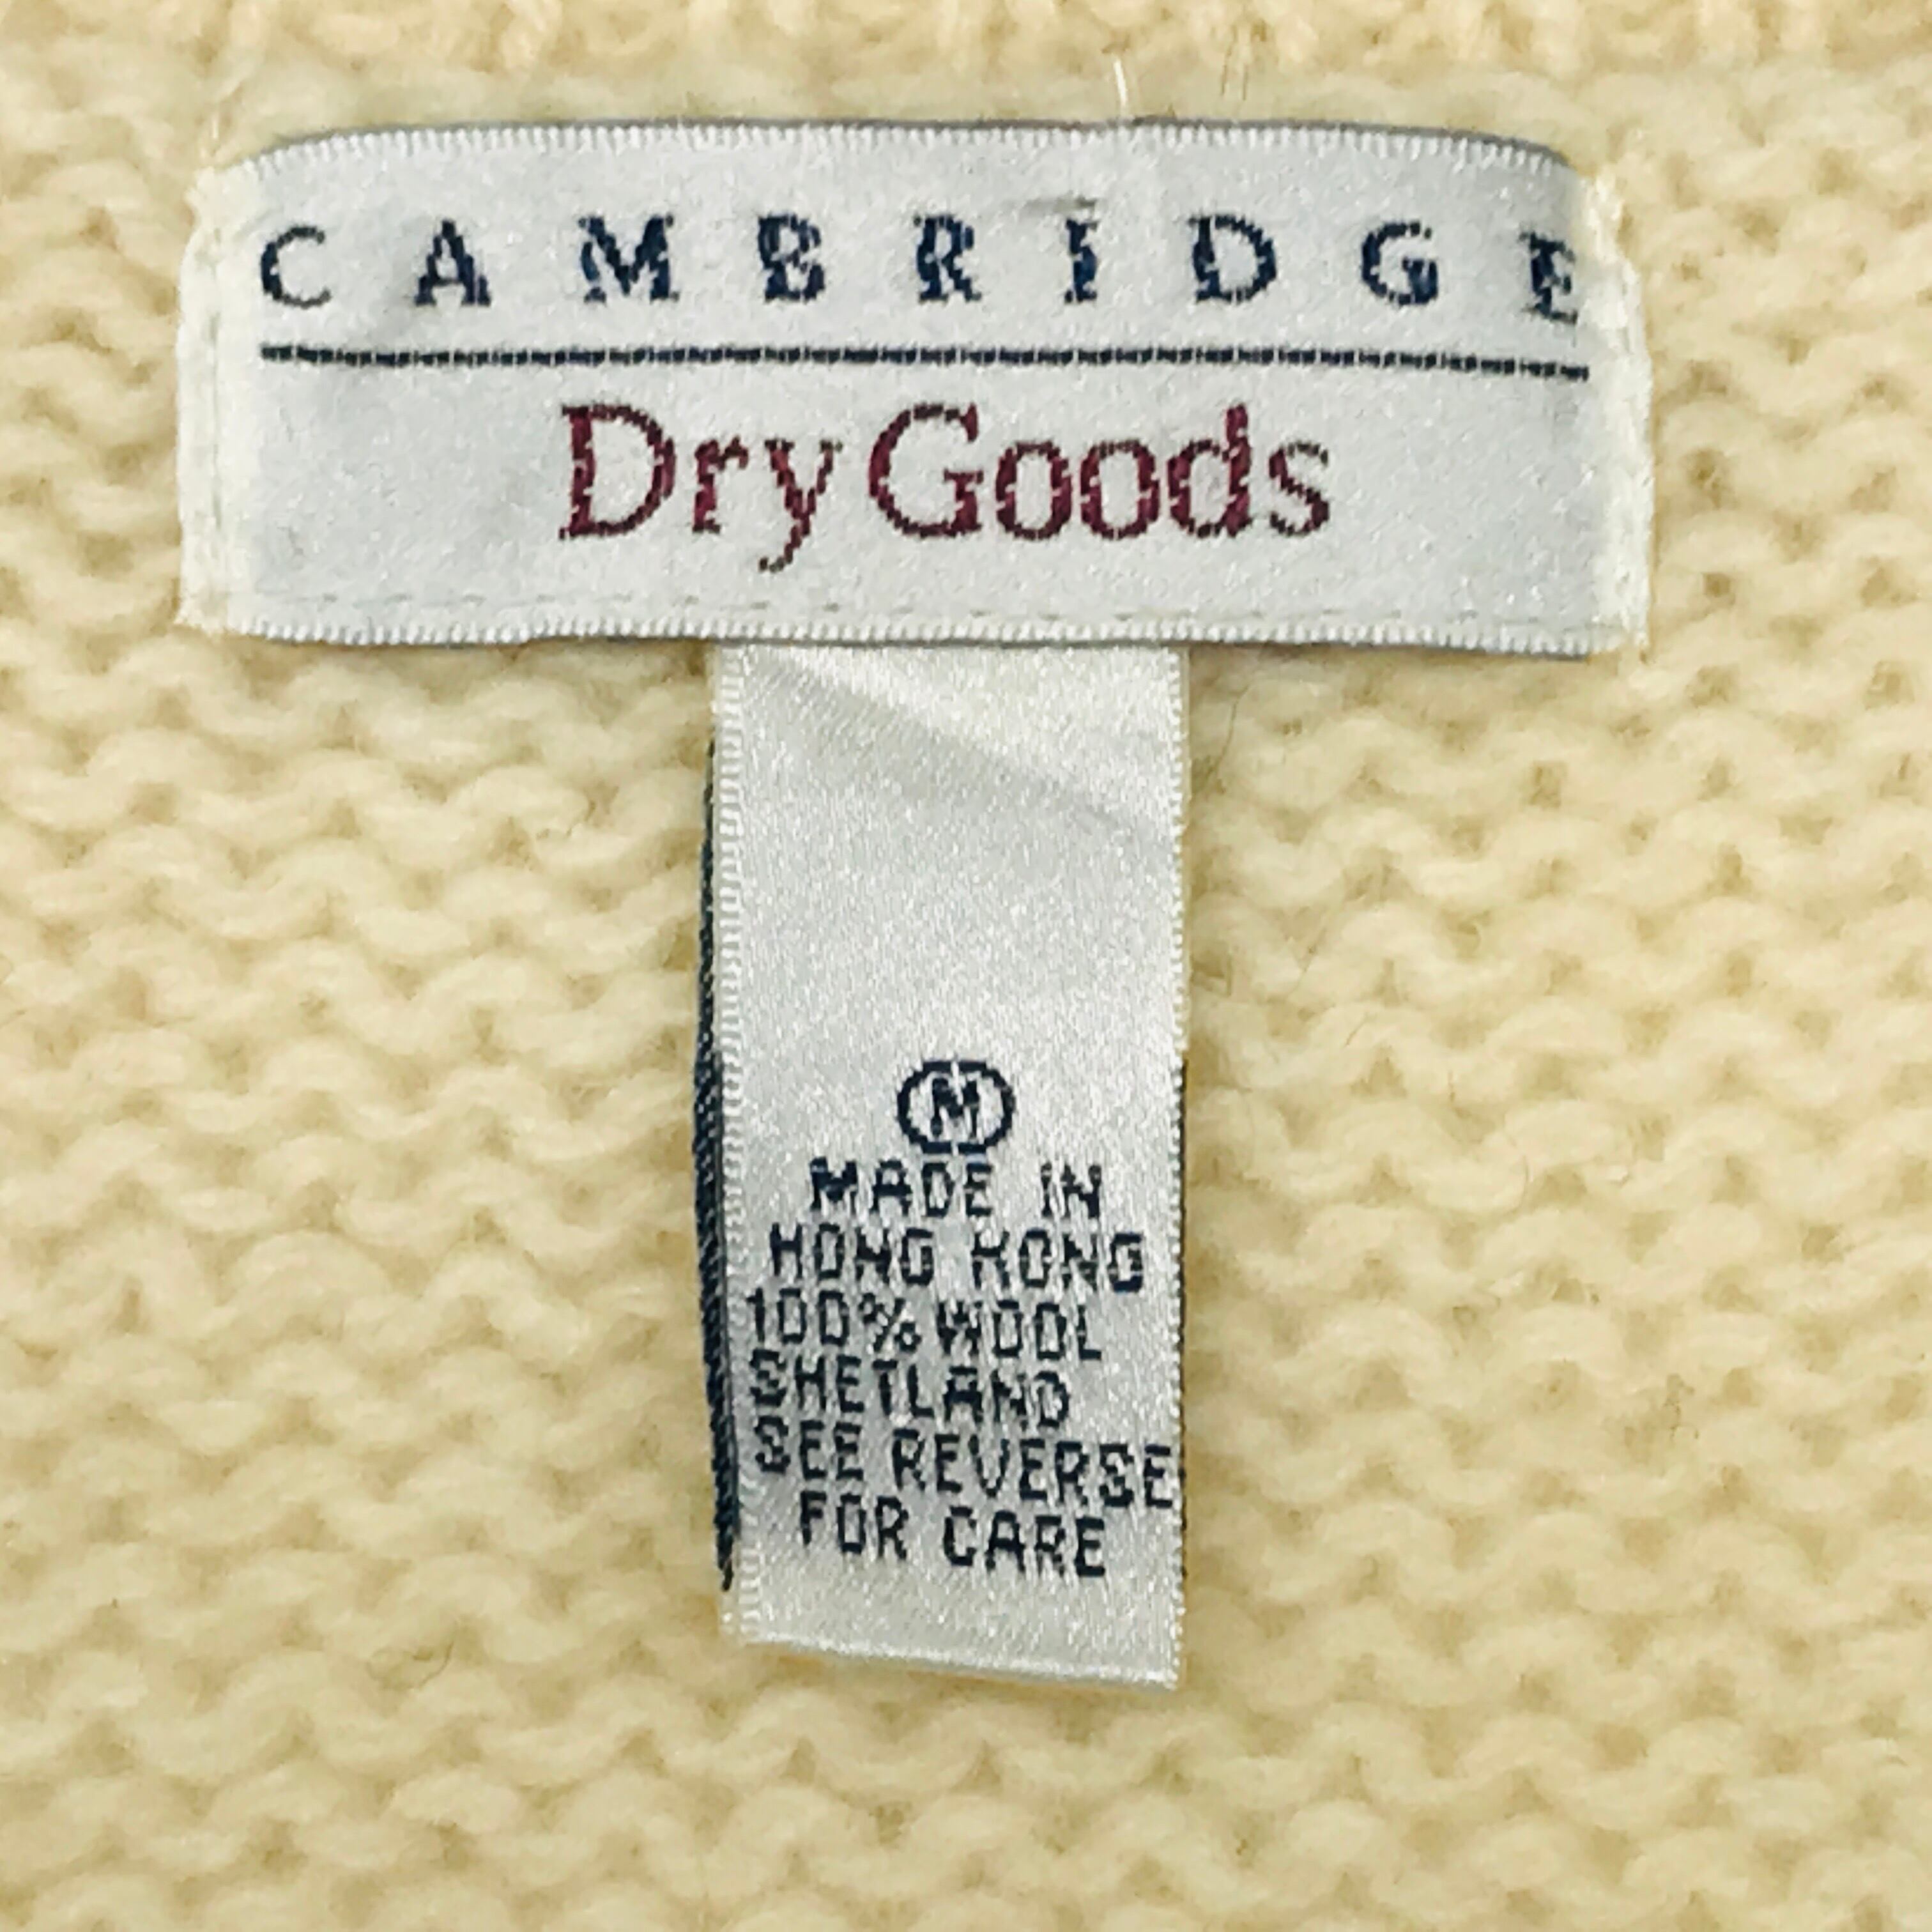 CAMBRIDGE
Dry Goods
M
MADE IN
HONG KONG
100% WOOL
SHETLAND
SEE REVERSE
FOR CARE